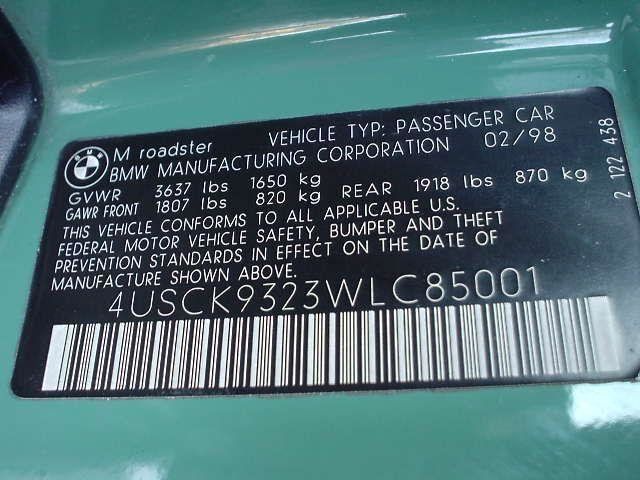 BMW
M roadster VEHICLE TYP: PASSENGER CAR
BMW MANUFACTURING CORPORATION 02/98
GVWR 3637 lbs 1650 kg
GAWR FRONT 1807 lbs 820 kg REAR 1918 lbs 870 kg
THIS VEHICLE CONFORMS TO ALL APPLICABLE U.S.
FEDERAL MOTOR VEHICLE SAFETY, BUMPER AND THEFT
PREVENTION STANDARDS IN EFFECT ON THE DATE OF
MANUFACTURE SHOWN ABOVE.
4USCK9323WLC85001
2 122 438